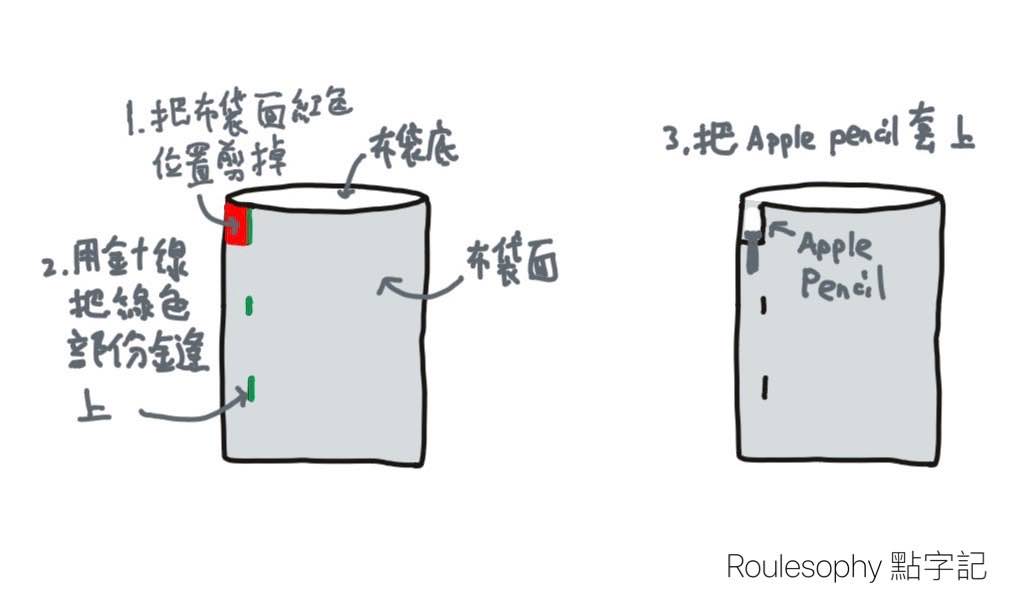 1.把布袋面紅色
位置剪掉
布袋底
2.用針線
把綠色
部份縫
上
布袋面
3.把 Apple pencil 套上
Apple
Pencil
Roulesophy 點字記